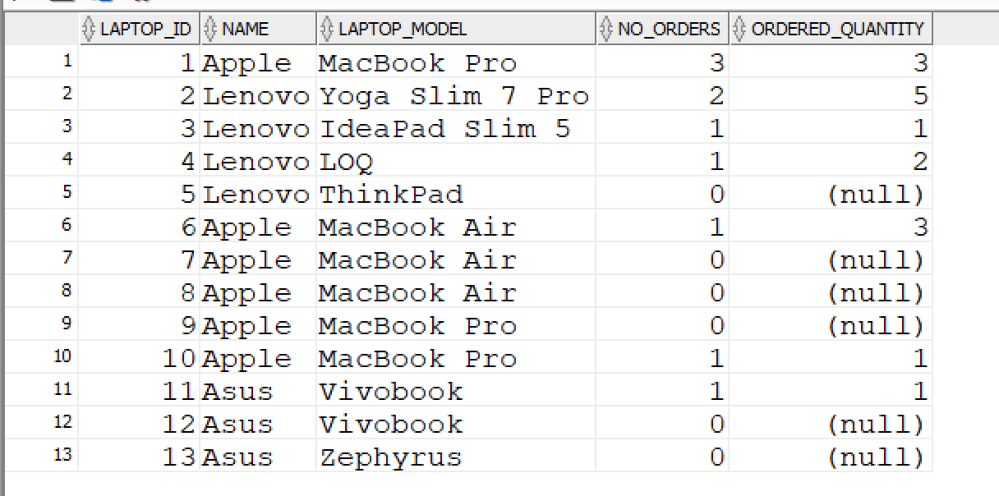 LAPTOP_ID NAME LAPTOP_MODEL NO_ORDERS ORDERED_QUANTITY
1 1 Apple MacBook Pro 3 3
2 2 Lenovo Yoga Slim 7 Pro 2 5
3 3 Lenovo IdeaPad Slim 5 1 1
4 4 Lenovo LOQ 1 2
5 5 Lenovo ThinkPad 0 (null)
6 6 Apple MacBook Air 1 3
7 7 Apple MacBook Air 0 (null)
8 8 Apple MacBook Air 0 (null)
9 9 Apple MacBook Pro 0 (null)
10 10 Apple MacBook Pro 1 1
11 11 Asus Vivobook 1 1
12 12 Asus Vivobook 0 (null)
13 13 Asus Zephyrus 0 (null)